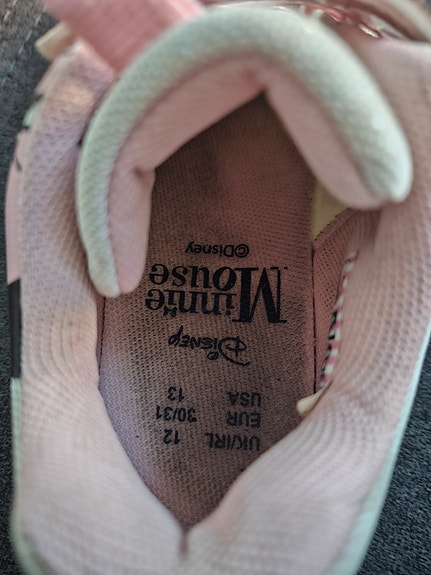 UK/IRL 12
EUR 30/31
USA 13
Disney
Minnie
Mouse
©Disney